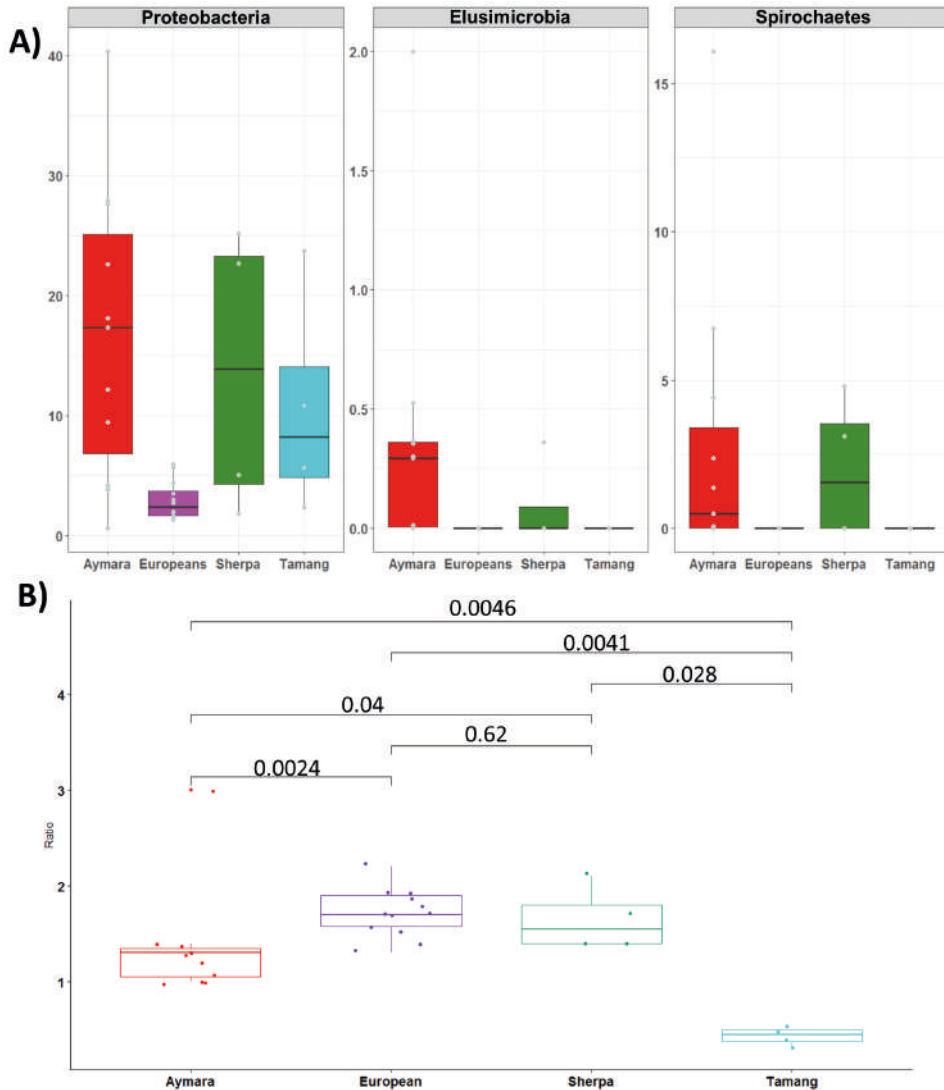 A)
Proteobacteria
40
30
20
10
0
Aymara Europeans Sherpa Tamang
Elusimicrobia
2.0
1.5
1.0
0.5
0.0
Aymara Europeans Sherpa Tamang
Spirochaetes
15
10
5
0
Aymara Europeans Sherpa Tamang
B)
0.0046
0.0041
0.028
0.04
0.62
0.0024
Ratio
4
3
2
1
Aymara European Sherpa Tamang